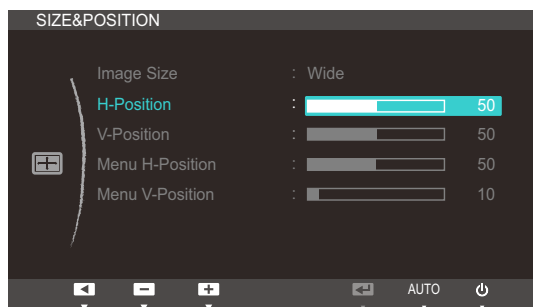 SIZE&POSITION
Image Size : Wide
H-Position : 50
V-Position : 50
Menu H-Position : 50
Menu V-Position : 10
AUTO